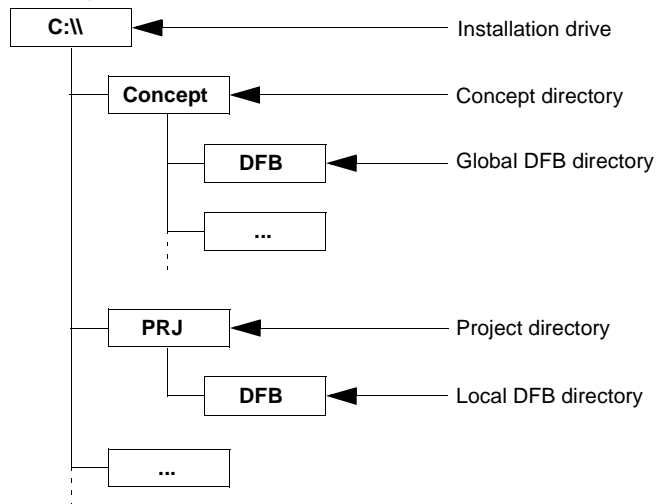 C:\\ Installation drive
Concept Concept directory
DFB Global DFB directory
...
PRJ Project directory
DFB Local DFB directory
...